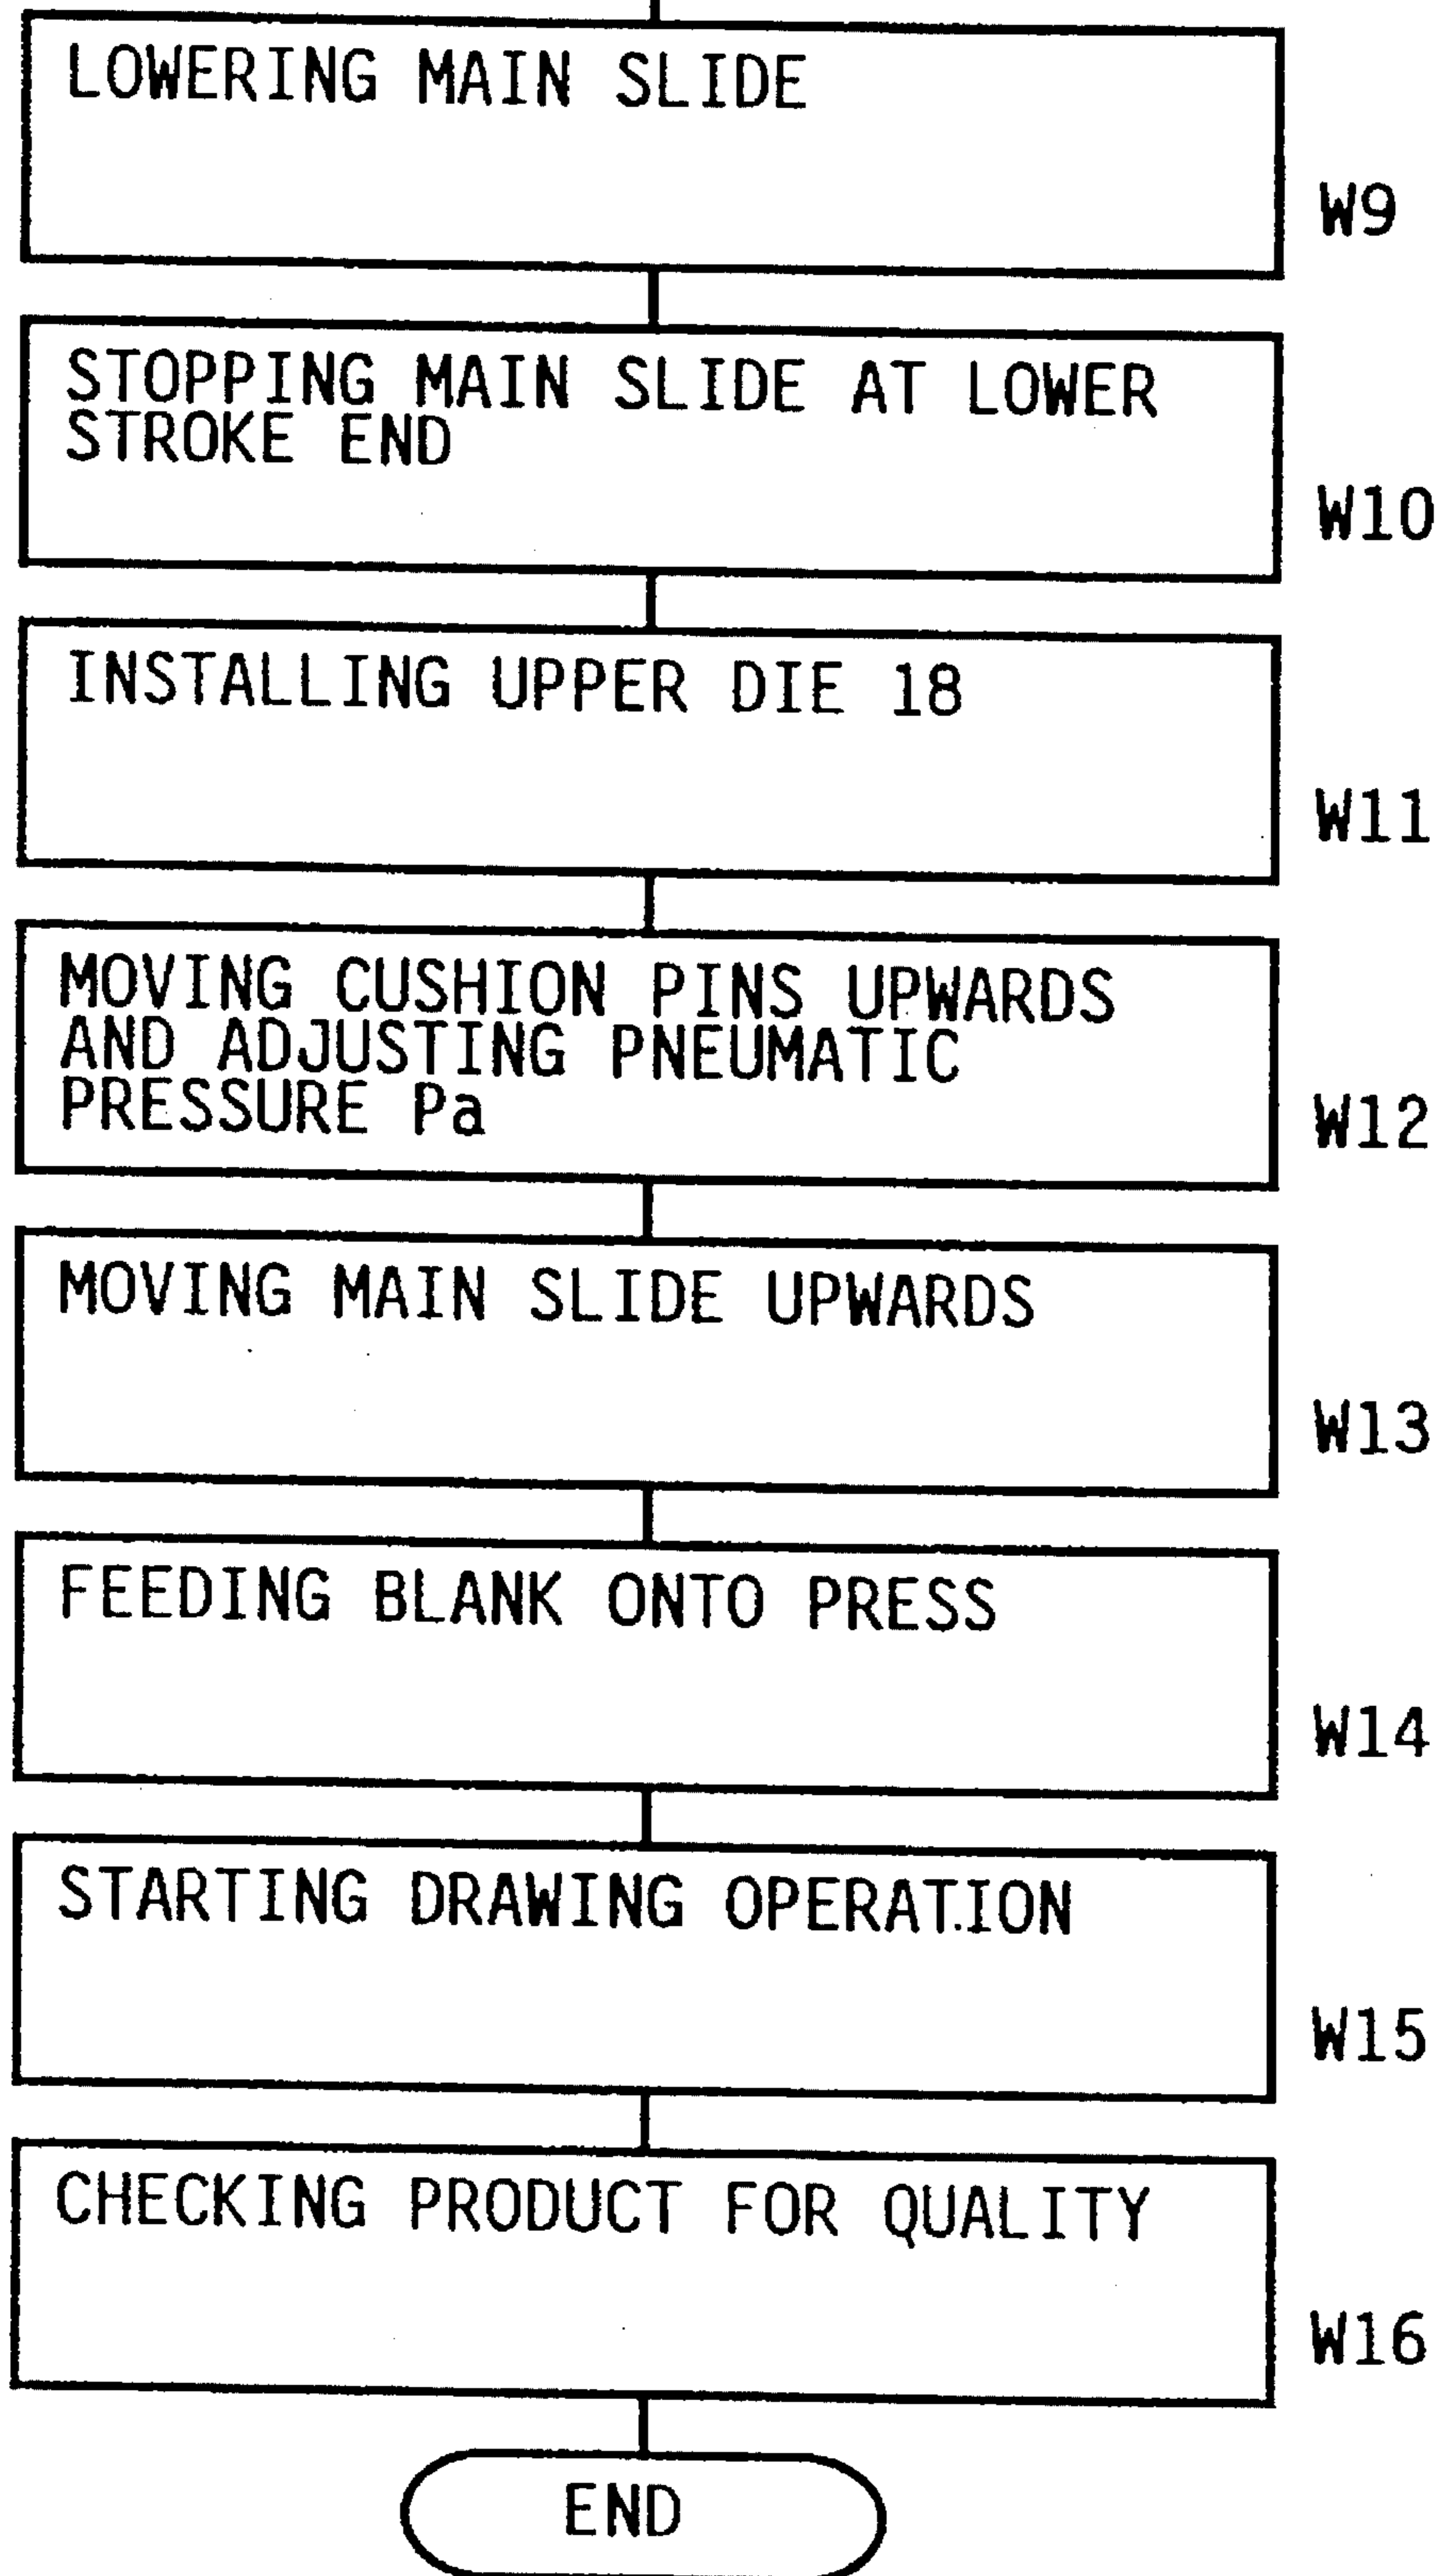 LOWERING MAIN SLIDE
W9
STOPPING MAIN SLIDE AT LOWER
STROKE END
W10
INSTALLING UPPER DIE 18
W11
MOVING CUSHION PINS UPWARDS
AND ADJUSTING PNEUMATIC
PRESSURE Pa
W12
MOVING MAIN SLIDE UPWARDS
W13
FEEDING BLANK ONTO PRESS
W14
STARTING DRAWING OPERATION
W15
CHECKING PRODUCT FOR QUALITY
W16
END